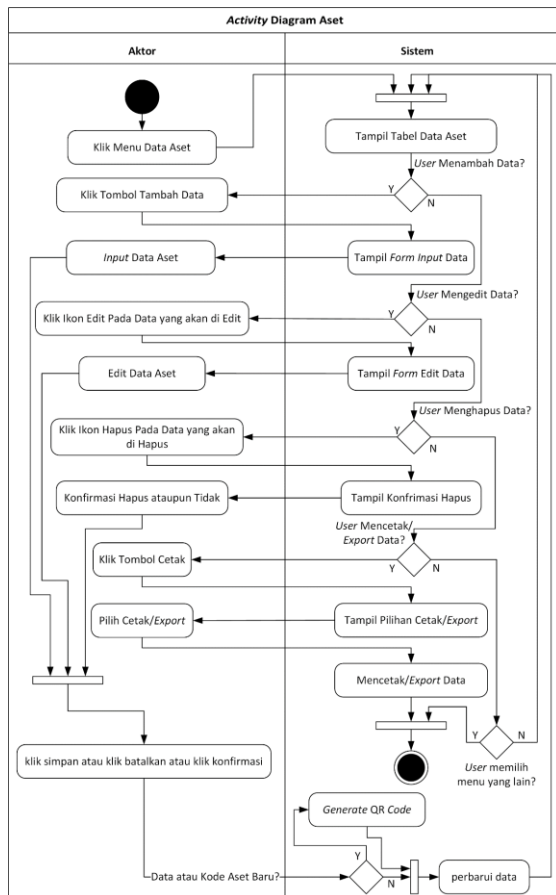 Activity Diagram Aset
Aktor
Sistem
Klik Menu Data Aset
Tampil Tabel Data Aset
User Menambah Data?
Y
N
Klik Tombol Tambah Data
Input Data Aset
Tampil Form Input Data
User Mengedit Data?
Y
N
Klik Ikon Edit Pada Data yang akan di Edit
Edit Data Aset
Tampil Form Edit Data
User Menghapus Data?
Y
N
Klik Ikon Hapus Pada Data yang akan
di Hapus
Konfirmasi Hapus ataupun Tidak
Tampil Konfrimasi Hapus
User Mencetak/
Export Data?
Y
N
Klik Tombol Cetak
Pilih Cetak/Export
Tampil Pilihan Cetak/Export
Mencetak/Export Data
Y
N
User memilih
menu yang lain?
klik simpan atau klik batalkan atau klik konfirmasi
Generate QR Code
Y
N
Data atau Kode Aset Baru?
perbarui data